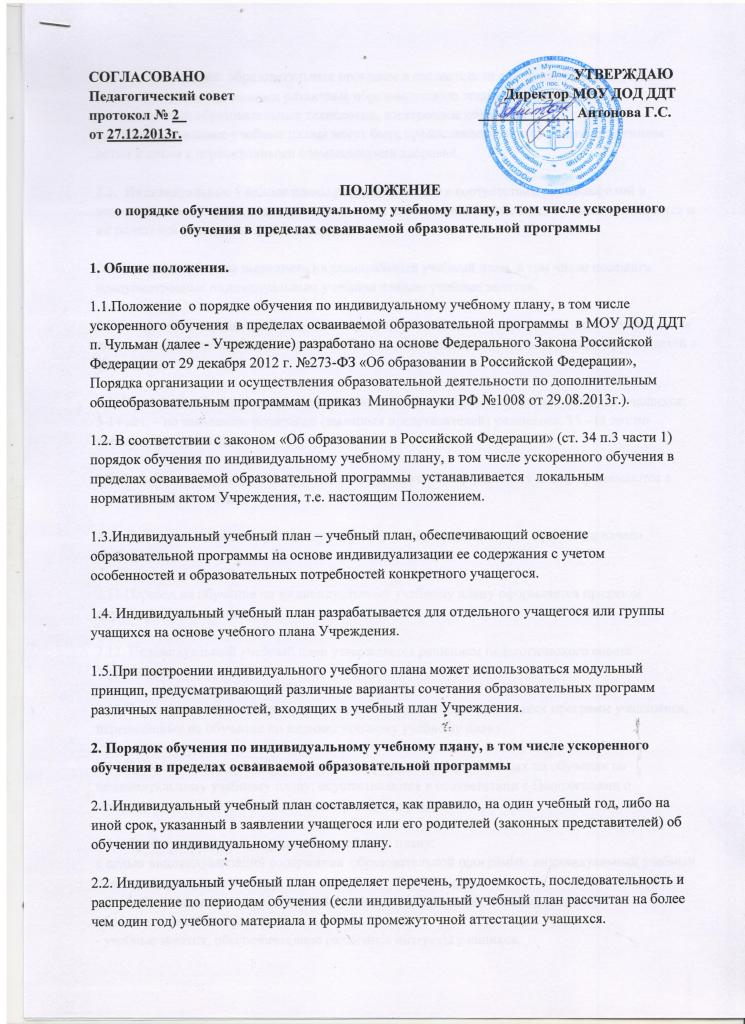 СОГЛАСОВАНО УТВЕРЖДАЮ
Педагогический совет Директор МОУ ДОД ДДТ
протокол № 2 Антонова Г.С.
от 27.12.2013г.
ПОЛОЖЕНИЕ
о порядке обучения по индивидуальному учебному плану, в том числе ускоренного
обучения в пределах осваиваемой образовательной программы
1. Общие положения.
1.1.Положение о порядке обучения по индивидуальному учебному плану, в том числе
ускоренного обучения в пределах осваиваемой образовательной программы в МОУ ДОД ДДТ
п. Чульман (далее - Учреждение) разработано на основе Федерального Закона Российской
Федерации от 29 декабря 2012 г. №273-ФЗ «Об образовании в Российской Федерации»,
Порядка организации и осуществления образовательной деятельности по дополнительным
общеобразовательным программам (приказ Минобрнауки РФ №1008 от 29.08.2013г.).
1.2. В соответствии с законом «Об образовании в Российской Федерации» (ст. 34 п.3 части 1)
порядок обучения по индивидуальному учебному плану, в том числе ускоренного обучения в
пределах осваиваемой образовательной программы устанавливается локальным
нормативным актом Учреждения, т.е. настоящим Положением.
1.3.Индивидуальный учебный план – учебный план, обеспечивающий освоение
образовательной программы на основе индивидуализации ее содержания с учетом
особенностей и образовательных потребностей конкретного учащегося.
1.4. Индивидуальный учебный план разрабатывается для отдельного учащегося или группы
учащихся на основе учебного плана Учреждения.
1.5.При построении индивидуального учебного плана может использоваться модульный
принцип, предусматривающий различные варианты сочетания образовательных программ
различных направленностей, входящих в учебный план Учреждения.
2. Порядок обучения по индивидуальному учебному плану, в том числе ускоренного
обучения в пределах осваиваемой образовательной программы
2.1.Индивидуальный учебный план составляется, как правило, на один учебный год, либо на
иной срок, указанный в заявлении учащегося или его родителей (законных представителей) об
обучении по индивидуальному учебному плану.
2.2. Индивидуальный учебный план определяет перечень, трудоемкость, последовательность и
распределение по периодам обучения (если индивидуальный учебный план рассчитан на более
чем один год) учебного материала и формы промежуточной аттестации учащихся.